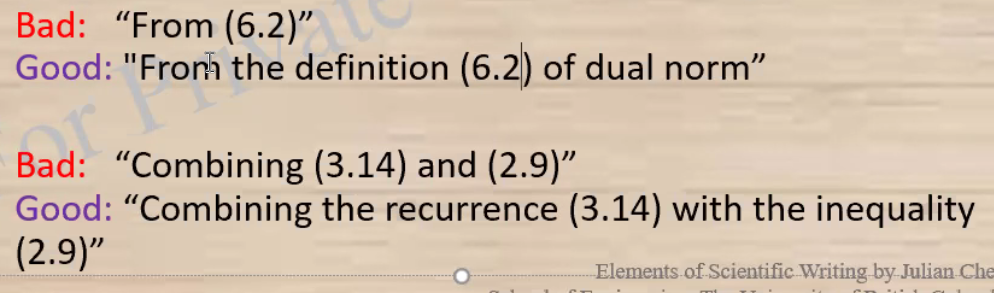 Bad: “From (6.2)”
Good: "From the definition (6.2) of dual norm”
Bad: “Combining (3.14) and (2.9)”
Good: “Combining the recurrence (3.14) with the inequality
(2.9)”
or Private
Elements of Scientific Writing by Julian Che